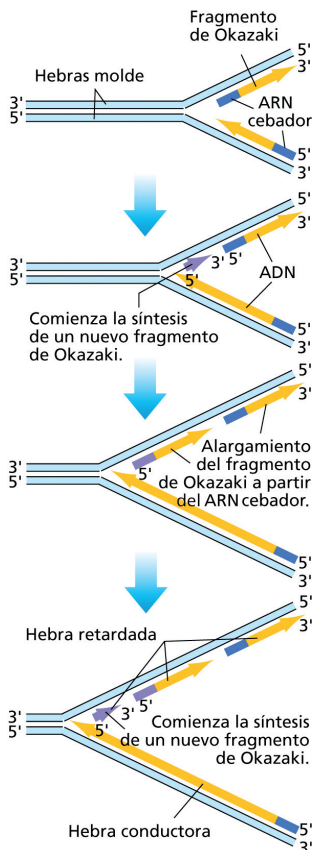 Fragmento
de Okazaki
5'
Hebras molde
3'
ARN
cebador
3'
5'
5'
3'
5'
3'
3'
5'
3'
5'
ADN
5'
Comienza la síntesis
de un nuevo fragmento
de Okazaki.
5'
3'
5'
3'
Alargamiento
del fragmento
de Okazaki a partir
del ARN cebador.
5'
3'
5'
5'
3'
5'
3'
Hebra retardada
5'
3'
3'
5'
5'
Comienza la síntesis
de un nuevo fragmento
de Okazaki.
Hebra conductora
5'
3'